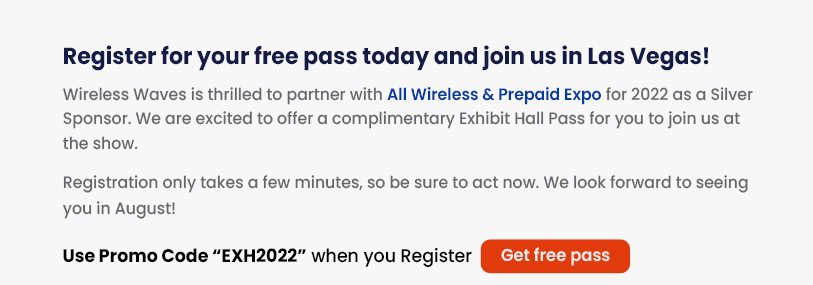 Register for your free pass today and join us in Las Vegas!
Wireless Waves is thrilled to partner with All Wireless & Prepaid Expo for 2022 as a Silver
Sponsor. We are excited to offer a complimentary Exhibit Hall Pass for you to join us at
the show.
Registration only takes a few minutes, so be sure to act now. We look forward to seeing
you in August!
Use Promo Code “EXH2022” when you Register Get free pass